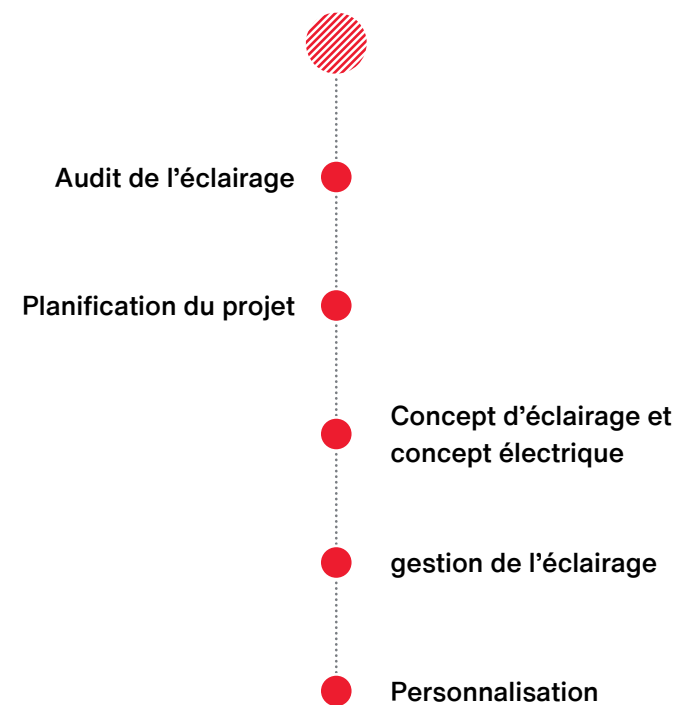 Audit de l’éclairage
Planification du projet
Concept d’éclairage et
concept électrique
gestion de l’éclairage
Personnalisation